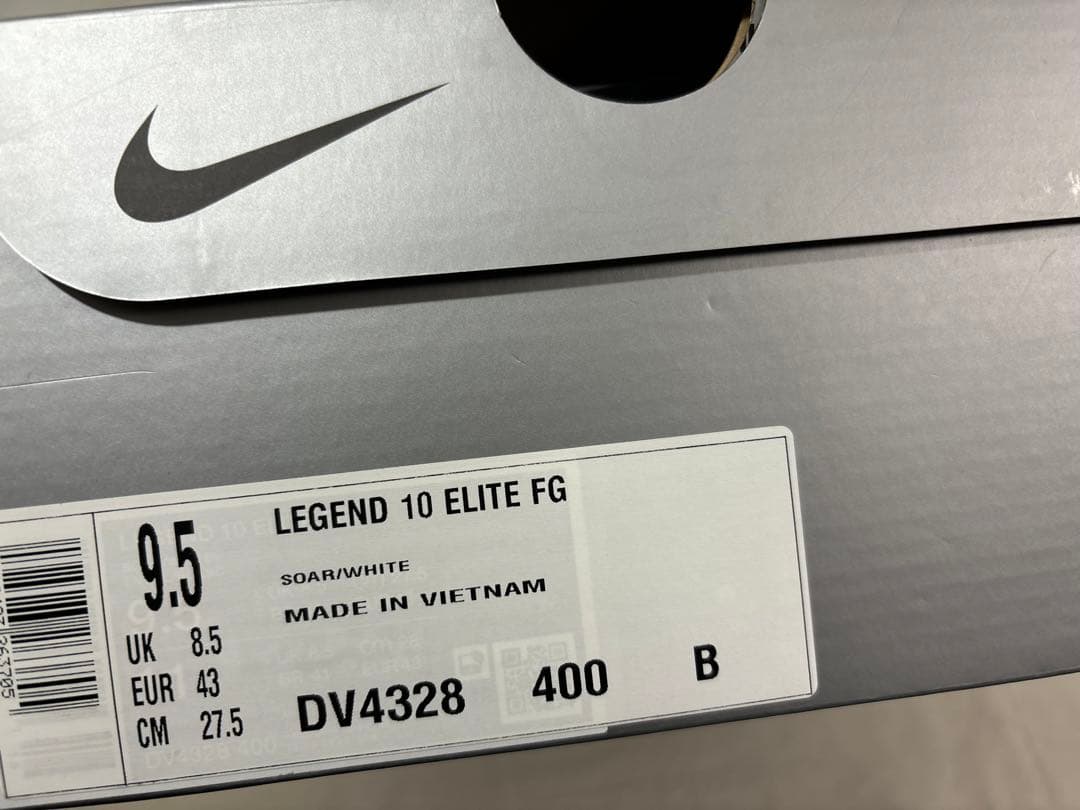 9.5
LEGEND 10 ELITE FG
SOAR/WHITE
MADE IN VIETNAM
UK 8.5
EUR 43
CM 27.5
DV4328 400 B